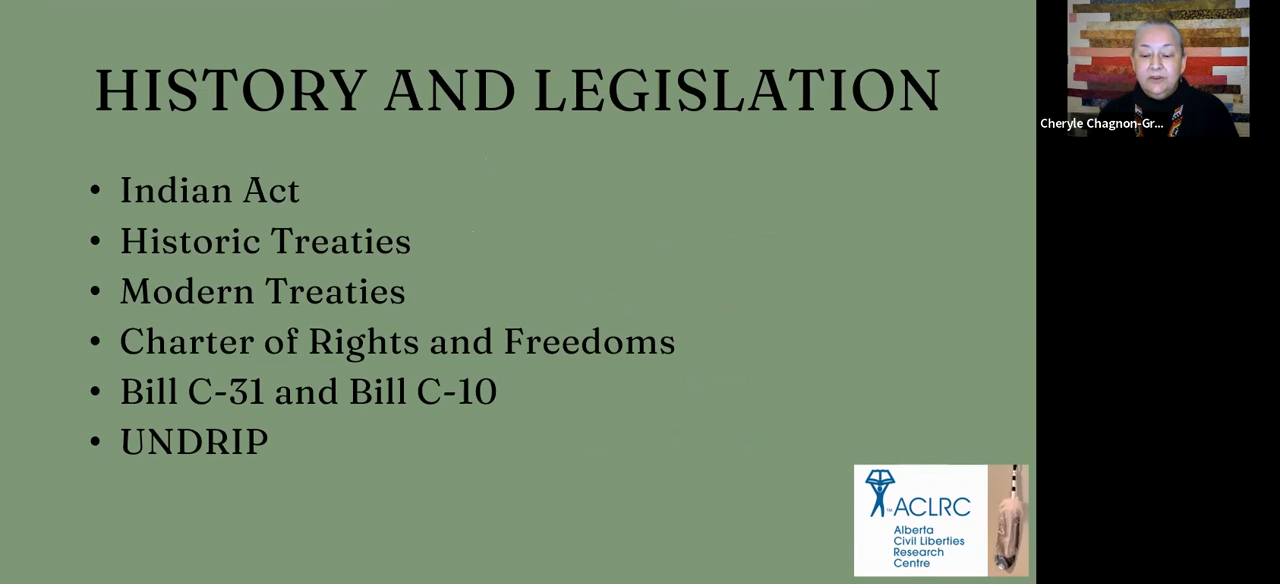 HISTORY AND LEGISLATION
• Indian Act
• Historic Treaties
• Modern Treaties
• Charter of Rights and Freedoms
• Bill C-31 and Bill C-10
• UNDRIP
Cheryle Chagnon-Gr...
™ACLRC
Alberta
Civil Liberties
Research
Centre